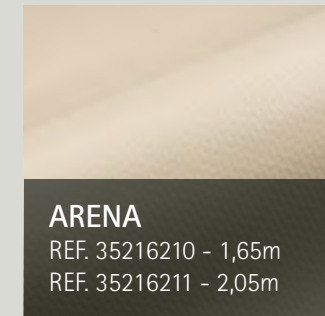 ARENA
REF. 35216210 - 1,65m
REF. 35216211 - 2,05m